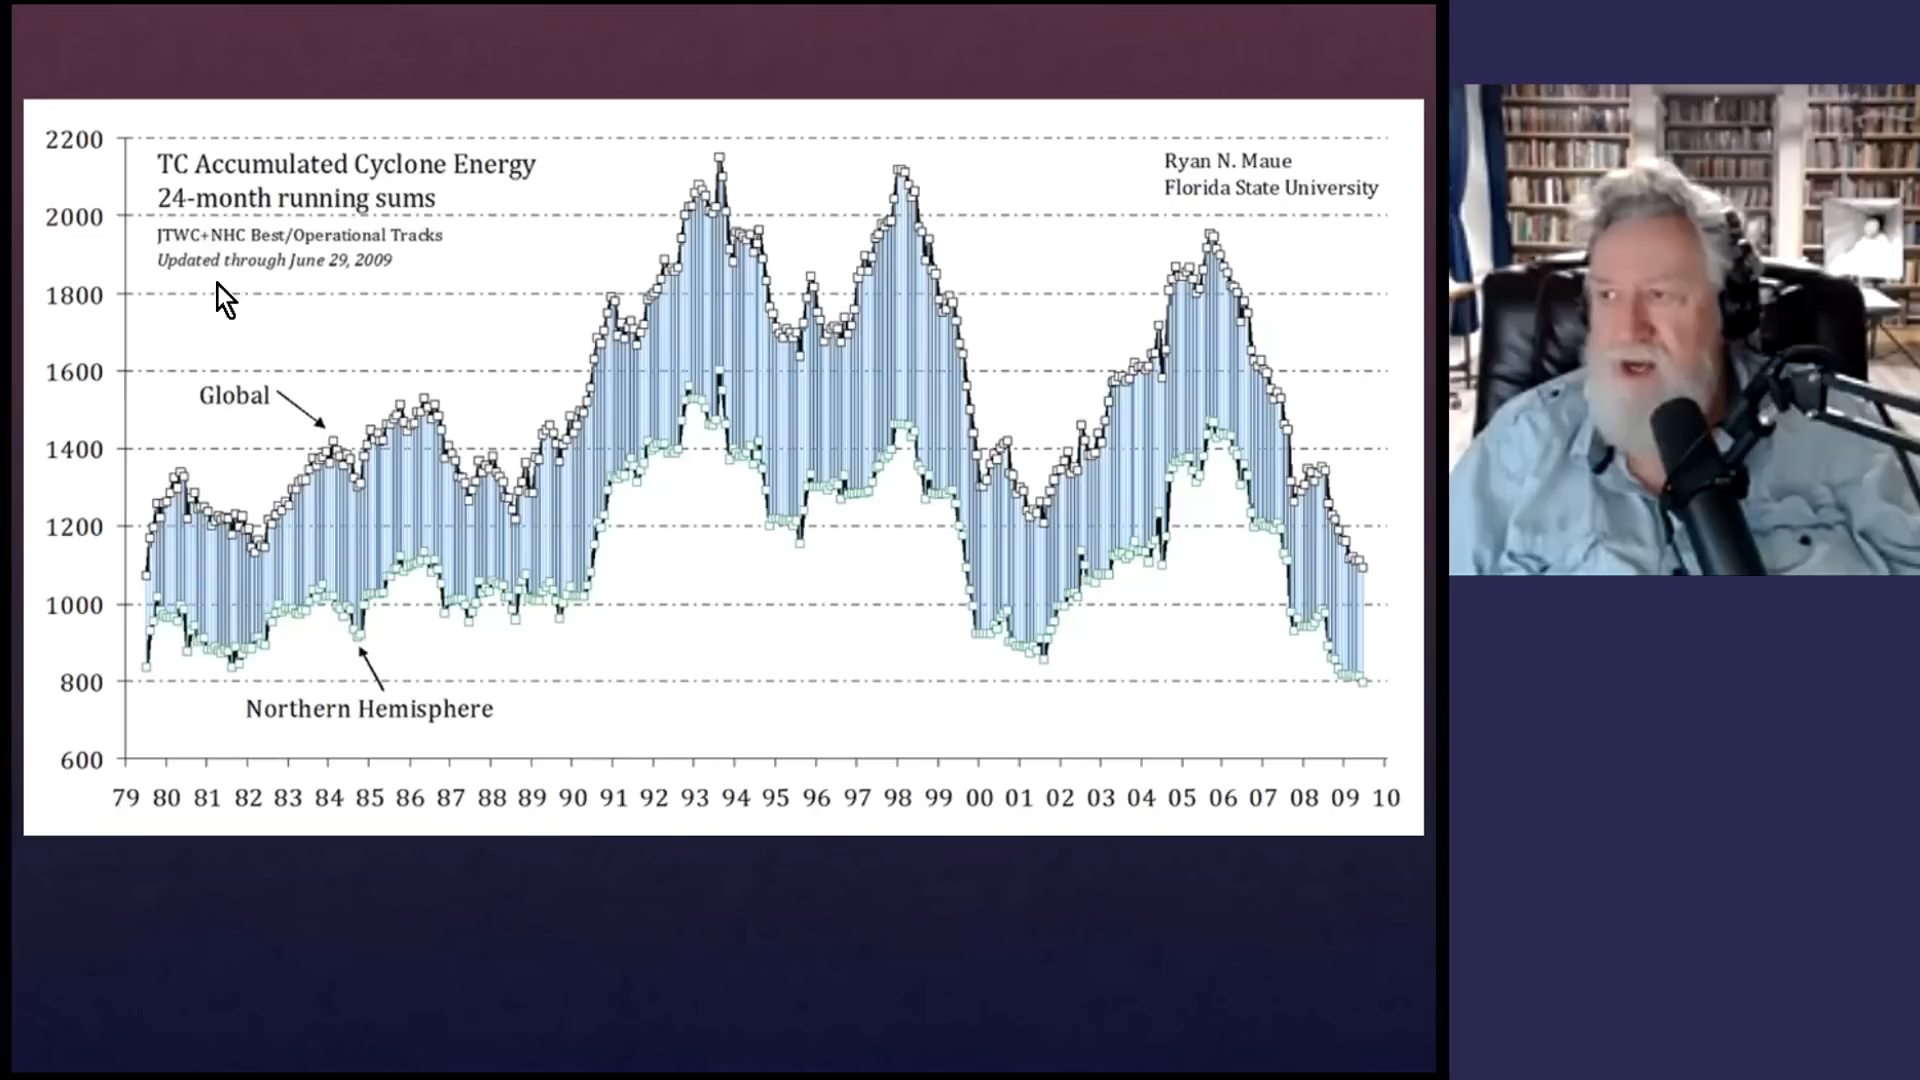 TC Accumulated Cyclone Energy
24-month running sums
JTWC+NHC Best/Operational Tracks
Updated through June 29, 2009
Ryan N. Maue
Florida State University
2200
2000
1800
1600
1400
1200
1000
800
600
Global
Northern Hemisphere
79 80 81 82 83 84 85 86 87 88 89 90 91 92 93 94 95 96 97 98 99 00 01 02 03 04 05 06 07 08 09 10